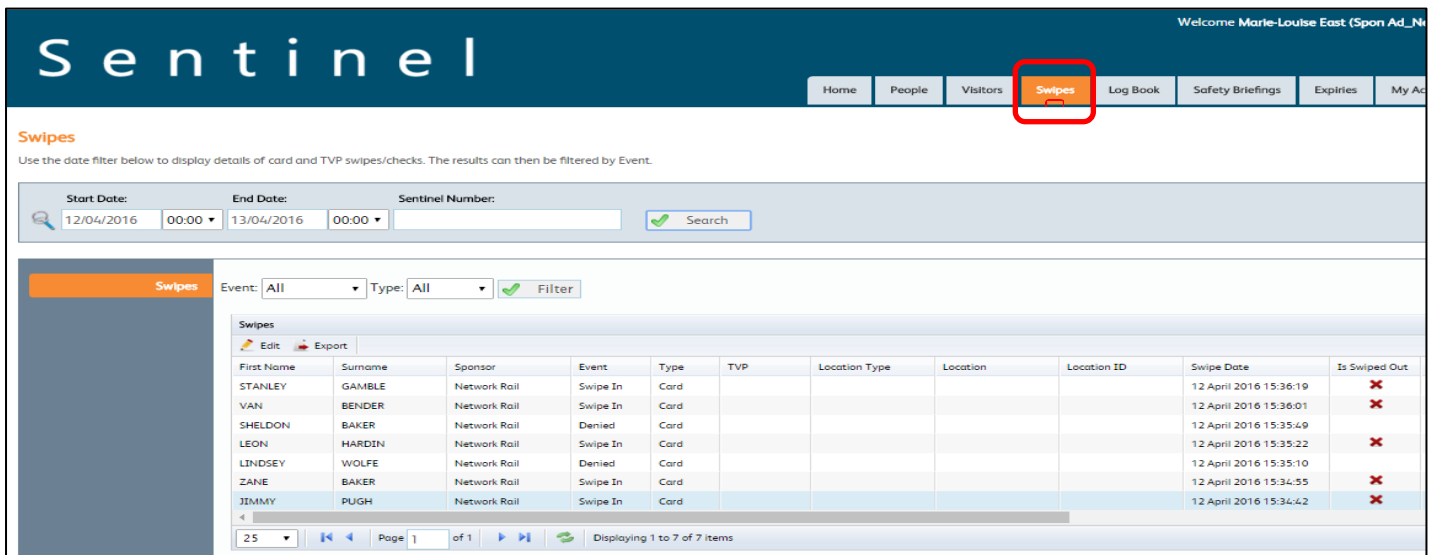 Welcome Marie-Louise East (Spon Ad_Ne
Sentinel
Home People Visitors Swipes Log Book Safety Briefings Expiries My Ac
Swipes
Use the date filter below to display details of card and TVP swipes/checks. The results can then be filtered by Event.
Start Date: End Date: Sentinel Number:
12/04/2016 00:00 13/04/2016 00:00 Search
Swipes Event: All Type: All Filter
Swipes
Edit Export
First Name Surname Sponsor Event Type TVP Location Type Location Location ID Swipe Date Is Swiped Out
STANLEY GAMBLE Network Rail Swipe In Card 12 April 2016 15:36:19
VAN BENDER Network Rail Swipe In Card 12 April 2016 15:36:01
SHELDON BAKER Network Rail Denied Card 12 April 2016 15:35:49
LEON HARDIN Network Rail Swipe In Card 12 April 2016 15:35:22
LINDSEY WOLFE Network Rail Denied Card 12 April 2016 15:35:10
ZANE BAKER Network Rail Swipe In Card 12 April 2016 15:34:55
JIMMY PUGH Network Rail Swipe In Card 12 April 2016 15:34:42
25 Page 1 of 1 Displaying 1 to 7 of 7 items